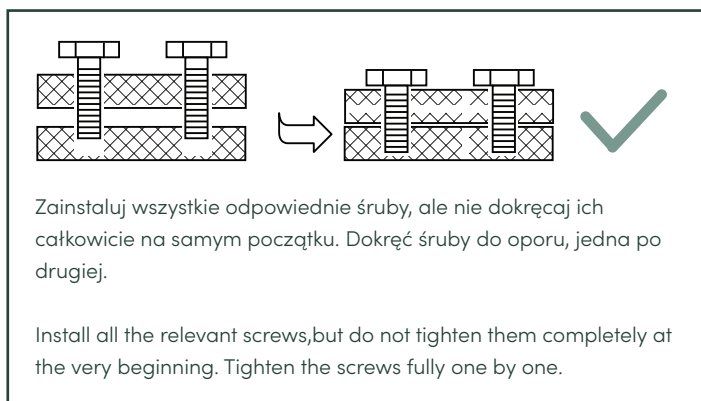 Zainstaluj wszystkie odpowiednie śruby, ale nie dokręcaj ich
całkowicie na samym początku. Dokręć śruby do oporu, jedna po
drugiej.
Install all the relevant screws,but do not tighten them completely at
the very beginning. Tighten the screws fully one by one.